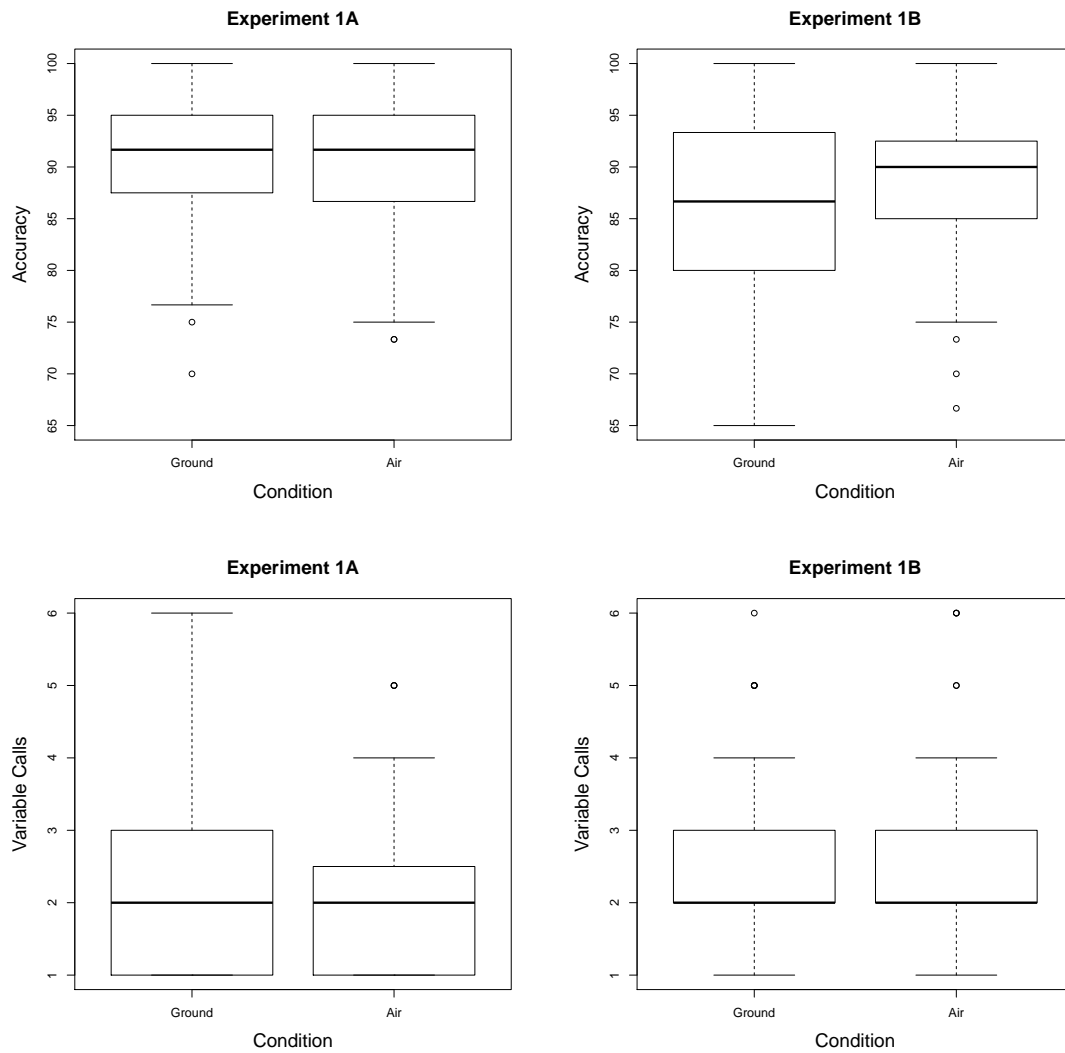 Experiment 1A
Accuracy
100
95
90
85
80
75
70
65
Ground Air
Condition
Experiment 1B
Accuracy
100
95
90
85
80
75
70
65
Ground Air
Condition
Experiment 1A
Variable Calls
6
5
4
3
2
1
Ground Air
Condition
Experiment 1B
Variable Calls
6
5
4
3
2
1
Ground Air
Condition